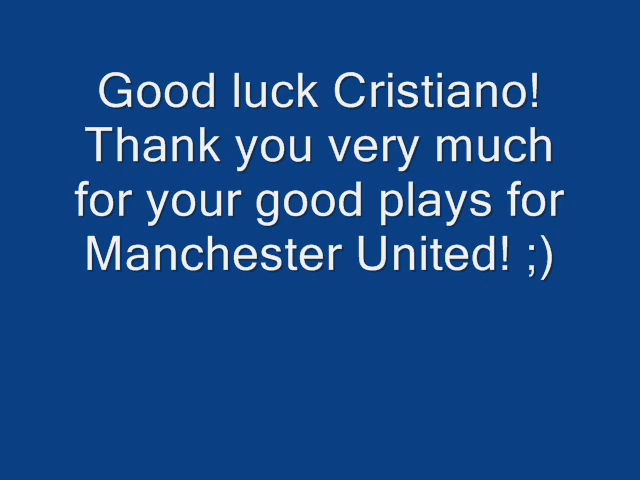 Good luck Cristiano!
Thank you very much
for your good plays for
Manchester United! ;)